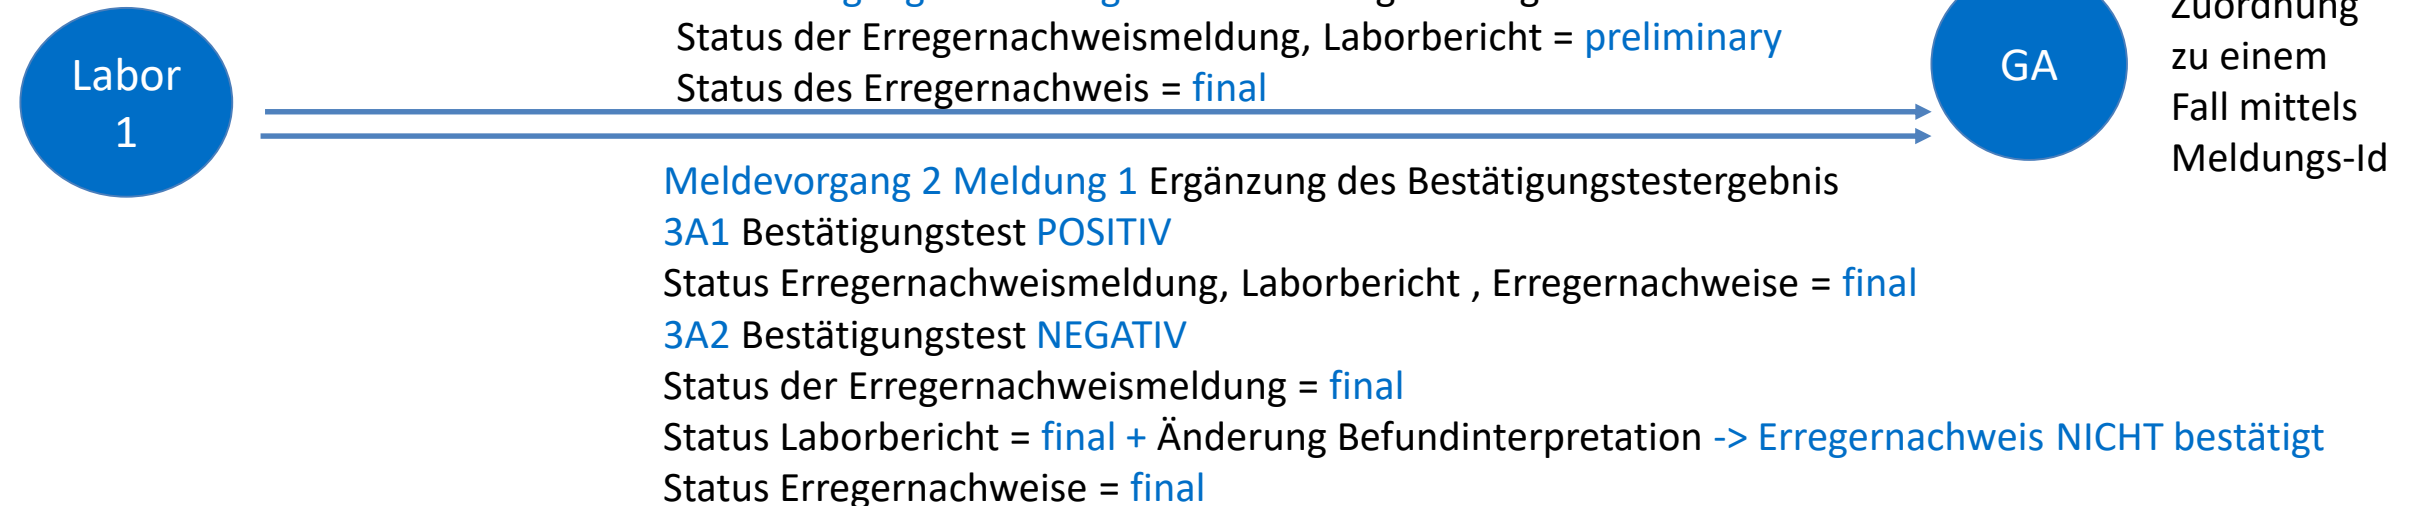 Status der Erregernachweismeldung, Laborbericht = preliminary
Status des Erregernachweis = final
Labor
1
GA
Zuordnung
zu einem
Fall mittels
Meldungs-Id
Meldevorgang 2 Meldung 1 Ergänzung des Bestätigungstestergebnis
3A1 Bestätigungstest POSITIV
Status Erregernachweismeldung, Laborbericht , Erregernachweise = final
3A2 Bestätigungstest NEGATIV
Status der Erregernachweismeldung = final
Status Laborbericht = final + Änderung Befundinterpretation -> Erregernachweis NICHT bestätigt
Status Erregernachweise = final